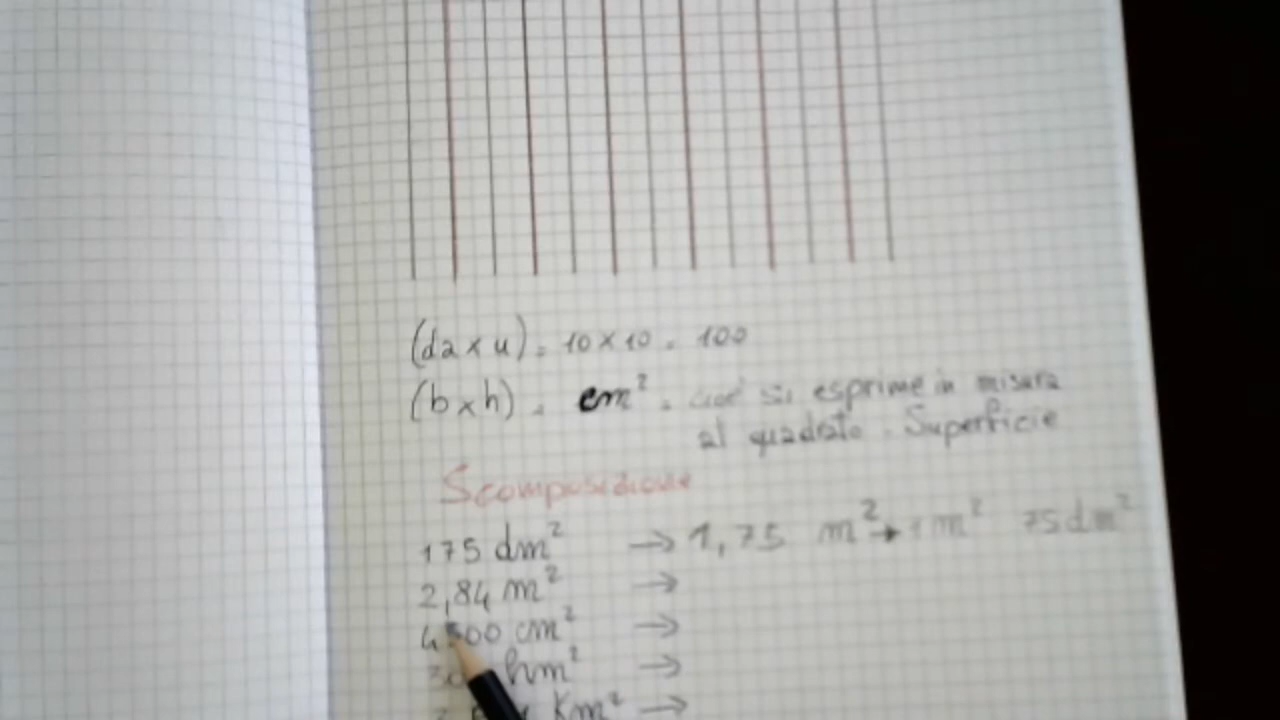 (da x u) = 10 x 10 = 100
(b x h) = cm² = cioè si esprime in misura
al quadrato. Superficie
Scomposizione
175 dm² → 1,75 m² → 1 m² 75 dm²
2,84 m² →
4500 cm² →
hm² →
Km² →